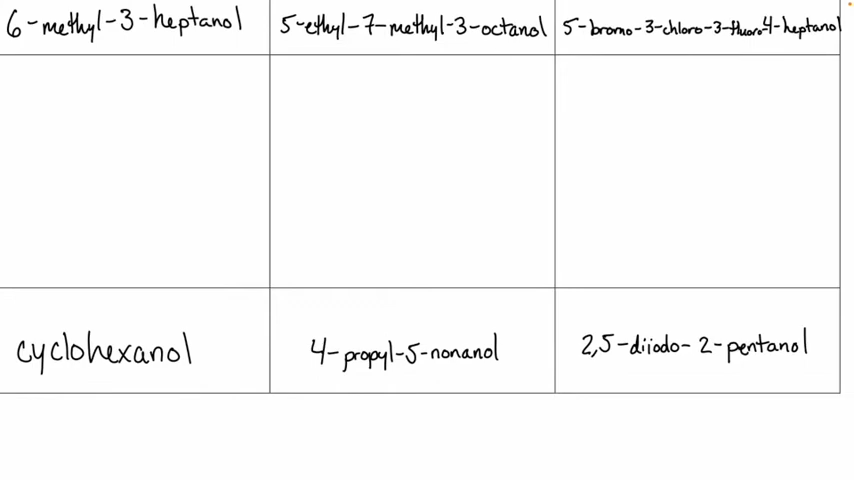 6-methyl-3-heptanol
5-ethyl-7-methyl-3-octanol
5-bromo-3-chloro-3-fluoro-4-heptanol
cyclohexanol
4-propyl-5-nonanol
2,5-diiodo-2-pentanol